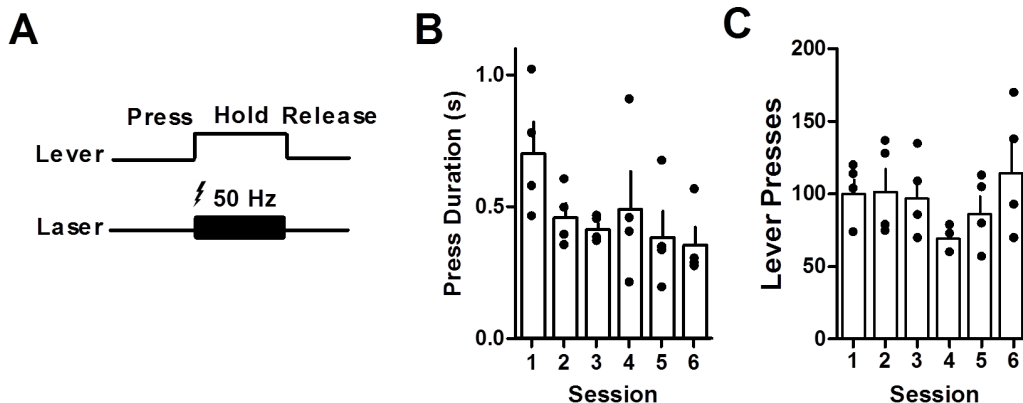 A
Press Hold Release
Lever
50 Hz
Laser
B
Press Duration (s)
1.0
0.5
0.0
1 2 3 4 5 6
Session
C
Lever Presses
200
150
100
50
0
1 2 3 4 5 6
Session